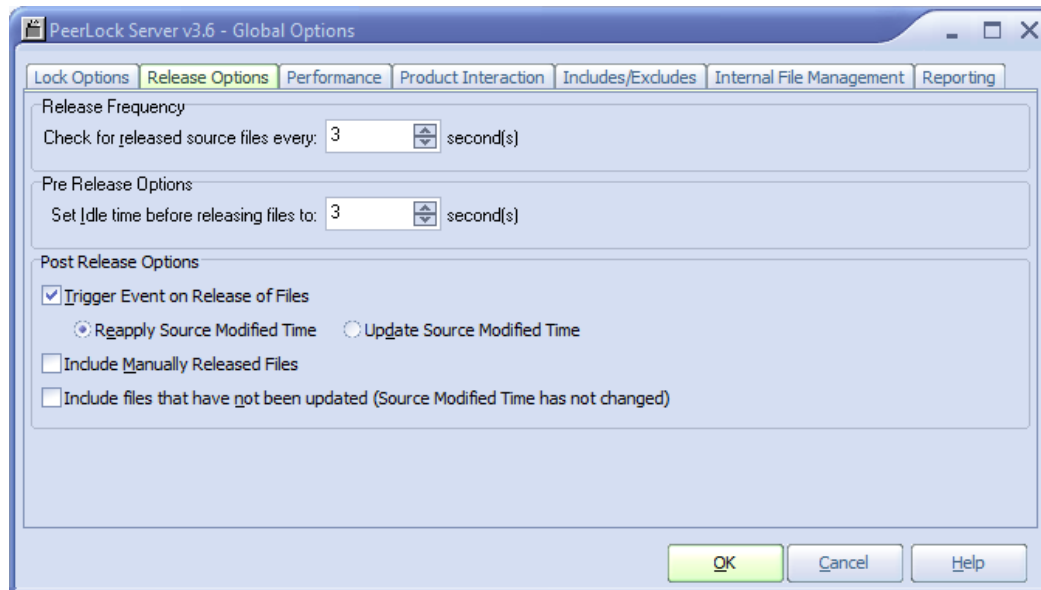 PeerLock Server v3.6 - Global Options
Lock Options Release Options Performance Product Interaction Includes/Excludes Internal File Management Reporting
Release Frequency
Check for released source files every: 3 second(s)
Pre Release Options
Set Idle time before releasing files to: 3 second(s)
Post Release Options
Trigger Event on Release of Files
Reapply Source Modified Time Update Source Modified Time
Include Manually Released Files
Include files that have not been updated (Source Modified Time has not changed)
OK Cancel Help